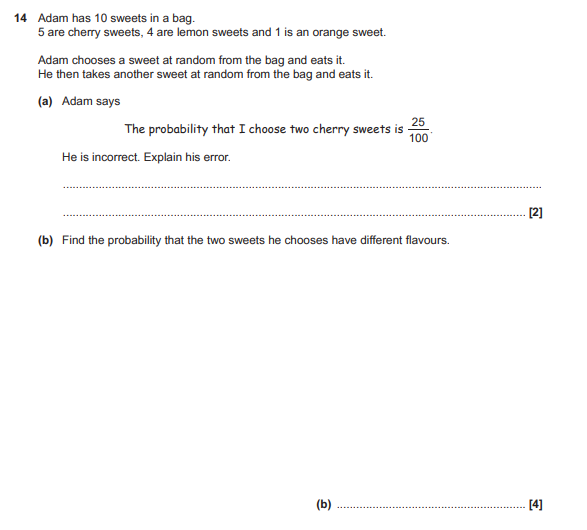 14 Adam has 10 sweets in a bag.
5 are cherry sweets, 4 are lemon sweets and 1 is an orange sweet.
Adam chooses a sweet at random from the bag and eats it.
He then takes another sweet at random from the bag and eats it.
(a) Adam says
The probability that I choose two cherry sweets is 25/100.
He is incorrect. Explain his error.
................................................................
................................................................ [2]
(b) Find the probability that the two sweets he chooses have different flavours.
(b) ................................................................ [4]